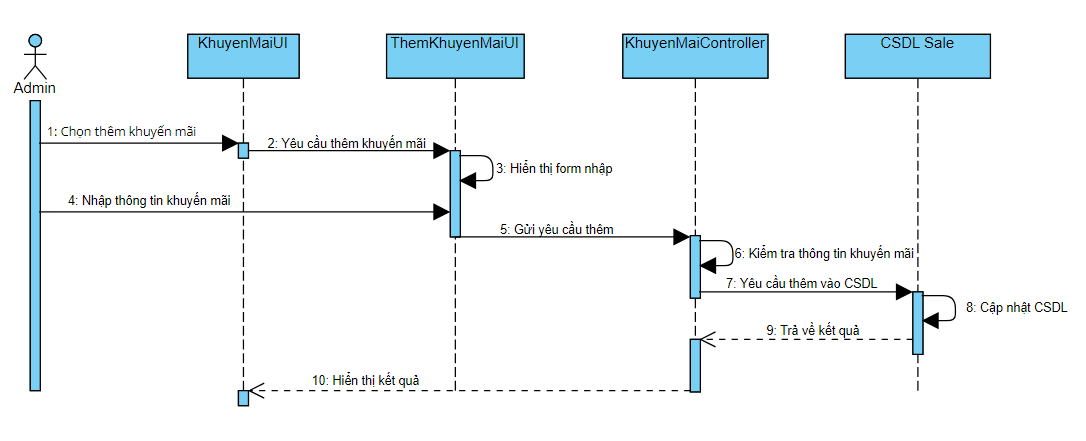 KhuyenMaiUI
ThemKhuyenMaiUI
KhuyenMaiController
CSDL Sale
Admin
1: Chọn thêm khuyến mãi
2: Yêu cầu thêm khuyến mãi
3: Hiển thị form nhập
4: Nhập thông tin khuyến mãi
5: Gửi yêu cầu thêm
6: Kiểm tra thông tin khuyến mãi
7: Yêu cầu thêm vào CSDL
8: Cập nhật CSDL
9: Trả về kết quả
10: Hiển thị kết quả